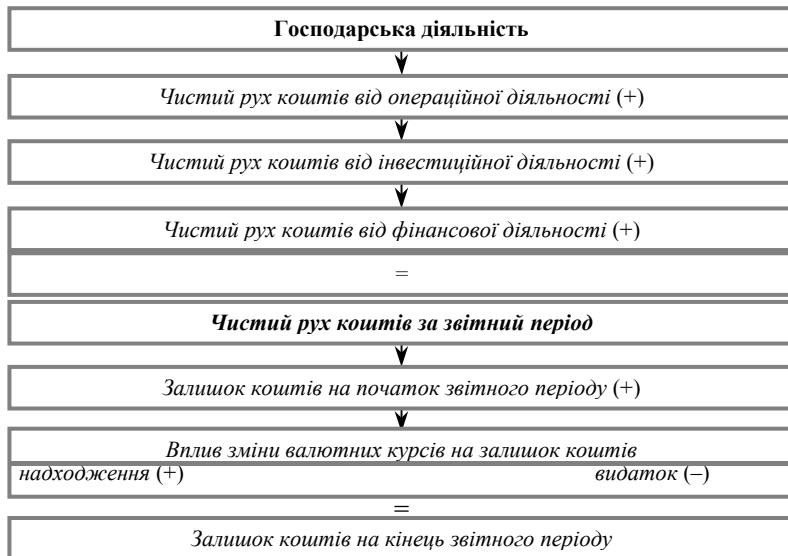 Господарська діяльність
Чистий рух коштів від операційної діяльності (+)
Чистий рух коштів від інвестиційної діяльності (+)
Чистий рух коштів від фінансової діяльності (+)
=
Чистий рух коштів за звітний період
Залишок коштів на початок звітного періоду (+)
Вплив зміни валютних курсів на залишок коштів
надходження (+) видаток (–)
=
Залишок коштів на кінець звітного періоду